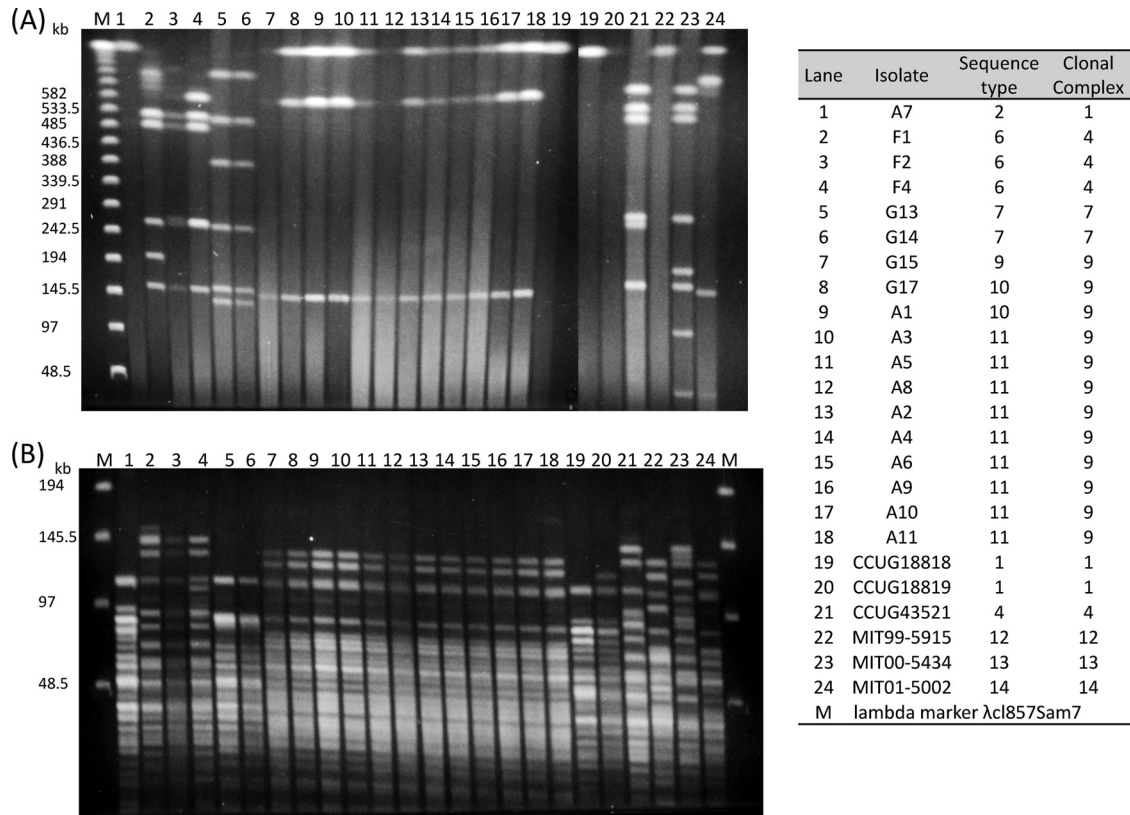 (A)
kb
M 1 2 3 4 5 6 7 8 9 10 11 12 13 14 15 16 17 18 19 19 20 21 22 23 24
582
533.5
485
436.5
388
339.5
291
242.5
194
145.5
97
48.5
(B)
kb
M 1 2 3 4 5 6 7 8 9 10 11 12 13 14 15 16 17 18 19 20 21 22 23 24 M
194
145.5
97
48.5
Lane Isolate Sequence type Clonal Complex
1 A7 2 1
2 F1 6 4
3 F2 6 4
4 F4 6 4
5 G13 7 7
6 G14 7 7
7 G15 9 9
8 G17 10 9
9 A1 10 9
10 A3 11 9
11 A5 11 9
12 A8 11 9
13 A2 11 9
14 A4 11 9
15 A6 11 9
16 A9 11 9
17 A10 11 9
18 A11 11 9
19 CCUG18818 1 1
20 CCUG18819 1 1
21 CCUG43521 4 4
22 MIT99-5915 12 12
23 MIT00-5434 13 13
24 MIT01-5002 14 14
M lambda marker λcl857Sam7